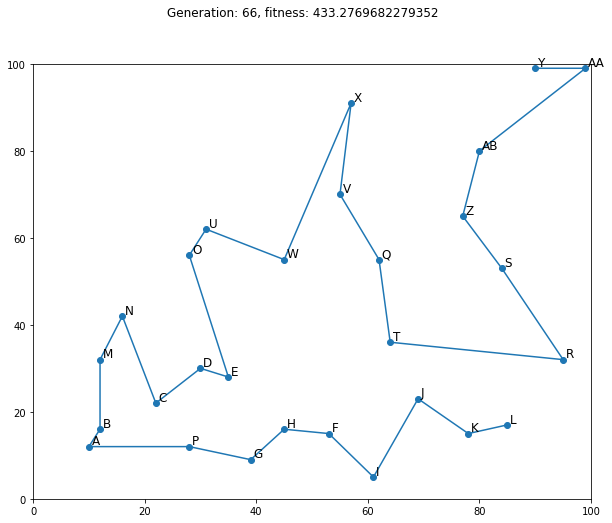 Generation: 66, fitness: 433.2769682279352
100
Y AA
X
AB
80
V
Z
U
60
O W Q S
N
40
T
M R
D E
J
C
20
B H F K L
A P G
I
0
0 20 40 60 80 100